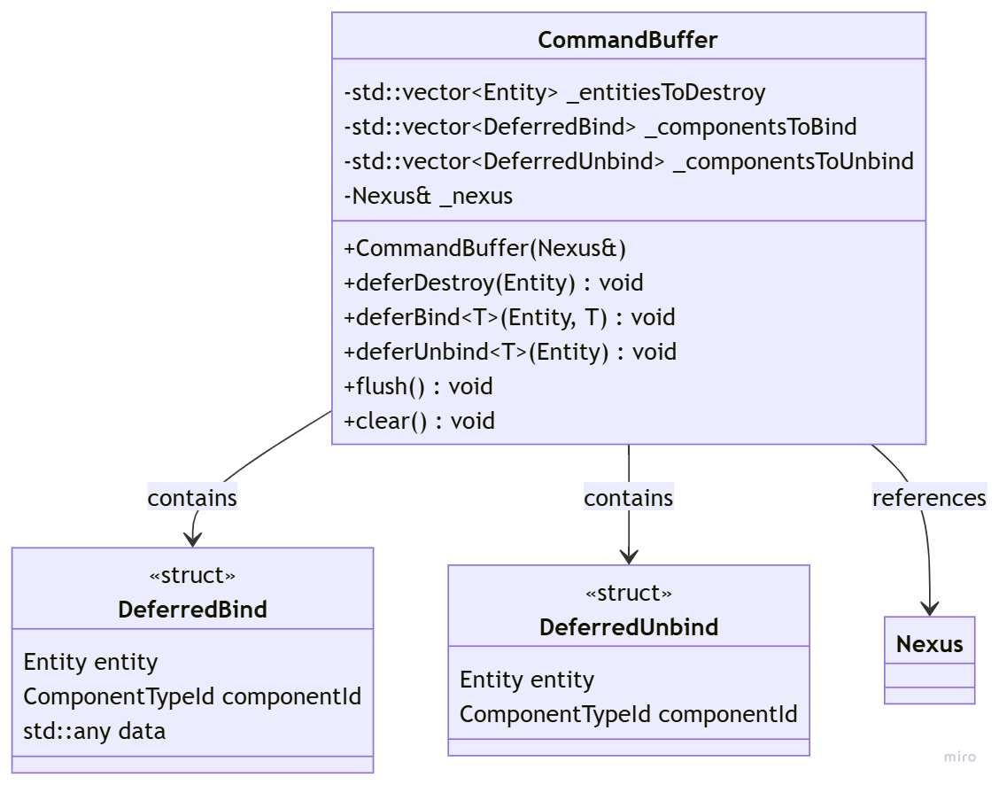 CommandBuffer
-std::vector<Entity> _entitiesToDestroy
-std::vector<DeferredBind> _componentsToBind
-std::vector<DeferredUnbind> _componentsToUnbind
-Nexus& _nexus
+CommandBuffer(Nexus&)
+deferDestroy(Entity) : void
+deferBind<T>(Entity, T) : void
+deferUnbind<T>(Entity) : void
+flush() : void
+clear() : void
contains
contains
references
«struct»
DeferredBind
Entity entity
ComponentTypeId componentId
std::any data
«struct»
DeferredUnbind
Entity entity
ComponentTypeId componentId
Nexus
miro